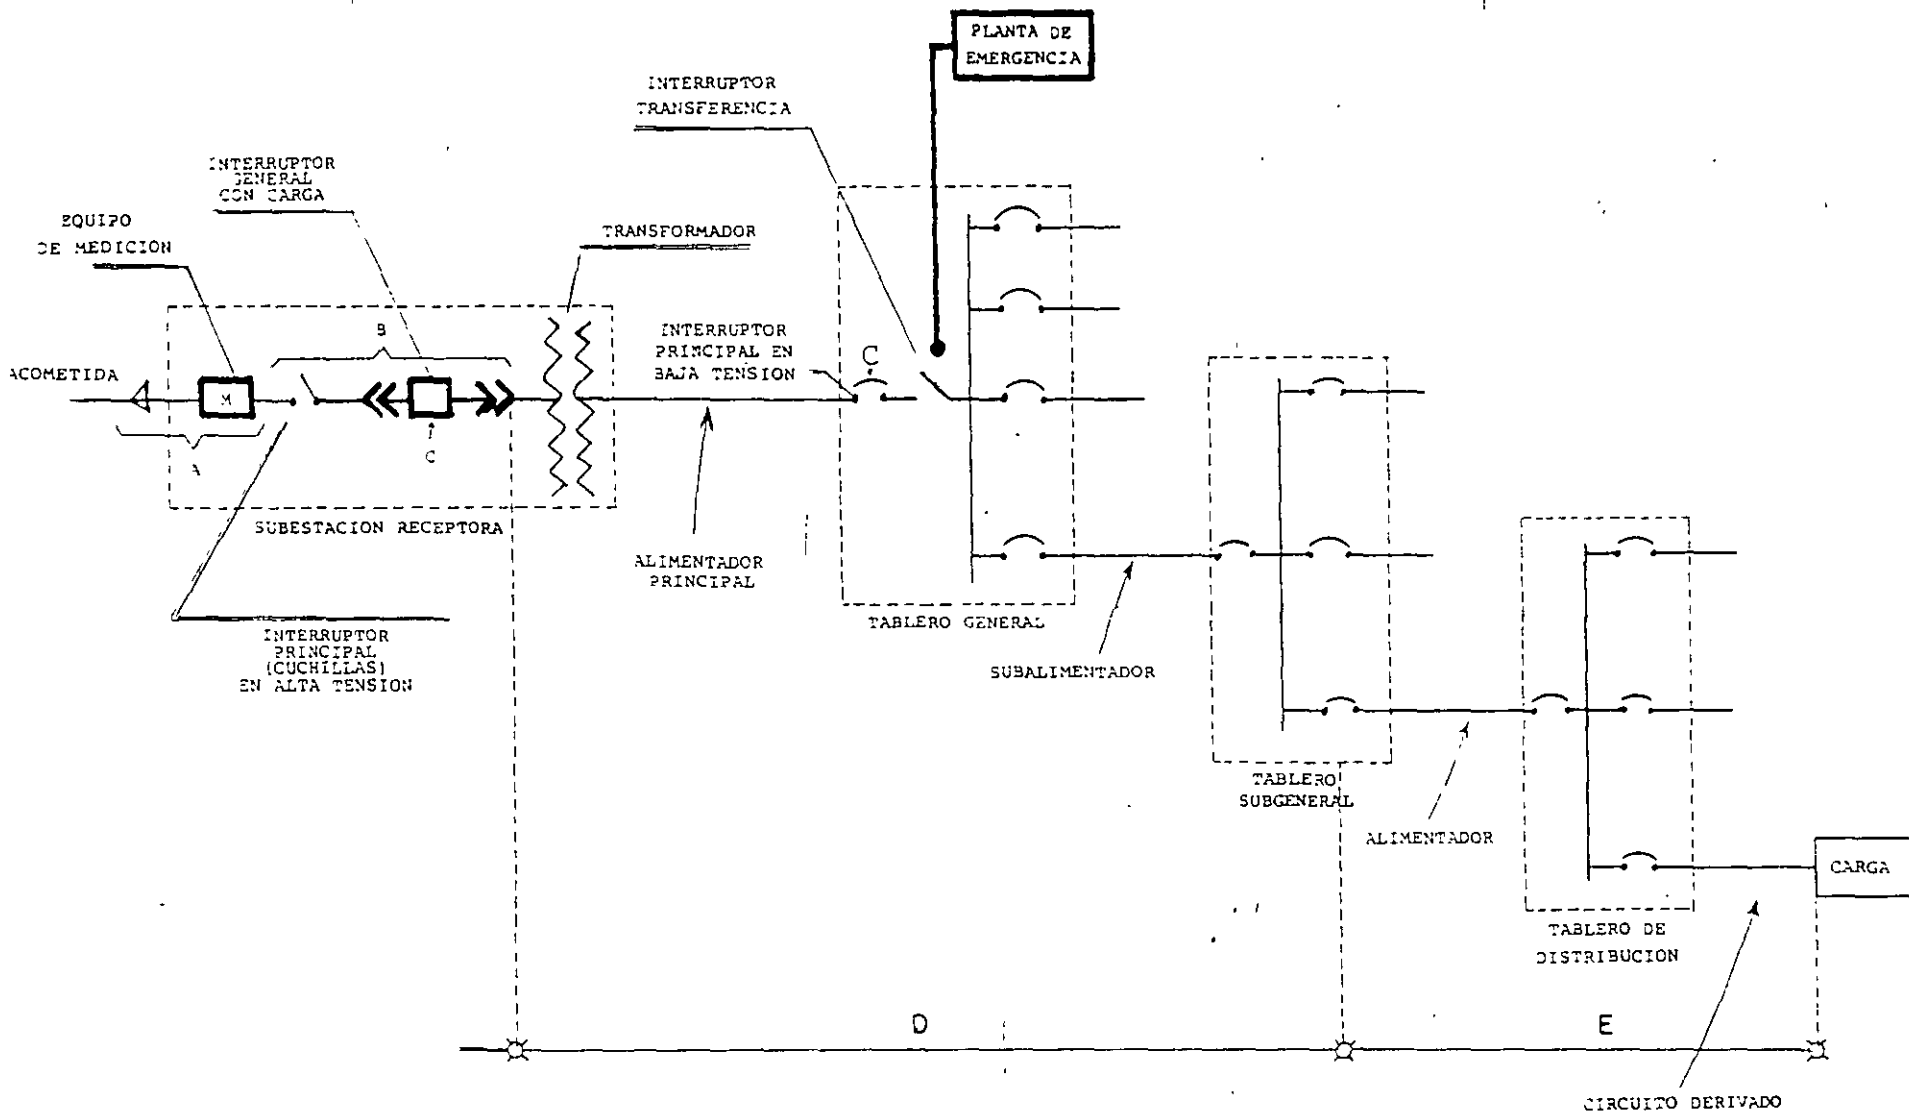 PLANTA DE
EMERGENCIA
INTERRUPTOR
TRANSFERENCIA
INTERRUPTOR
GENERAL
CON CARGA
EQUIPO
DE MEDICION
TRANSFORMADOR
B
INTERRUPTOR
PRINCIPAL EN
BAJA TENSION
C
ACOMETIDA
M
A
C
SUBESTACION RECEPTORA
ALIMENTADOR
PRINCIPAL
TABLERO GENERAL
INTERRUPTOR
PRINCIPAL
(CUCHILLAS)
EN ALTA TENSION
SUBALIMENTADOR
TABLERO
SUBGENERAL
ALIMENTADOR
CARGA
TABLERO DE
DISTRIBUCION
D
E
CIRCUITO DERIVADO